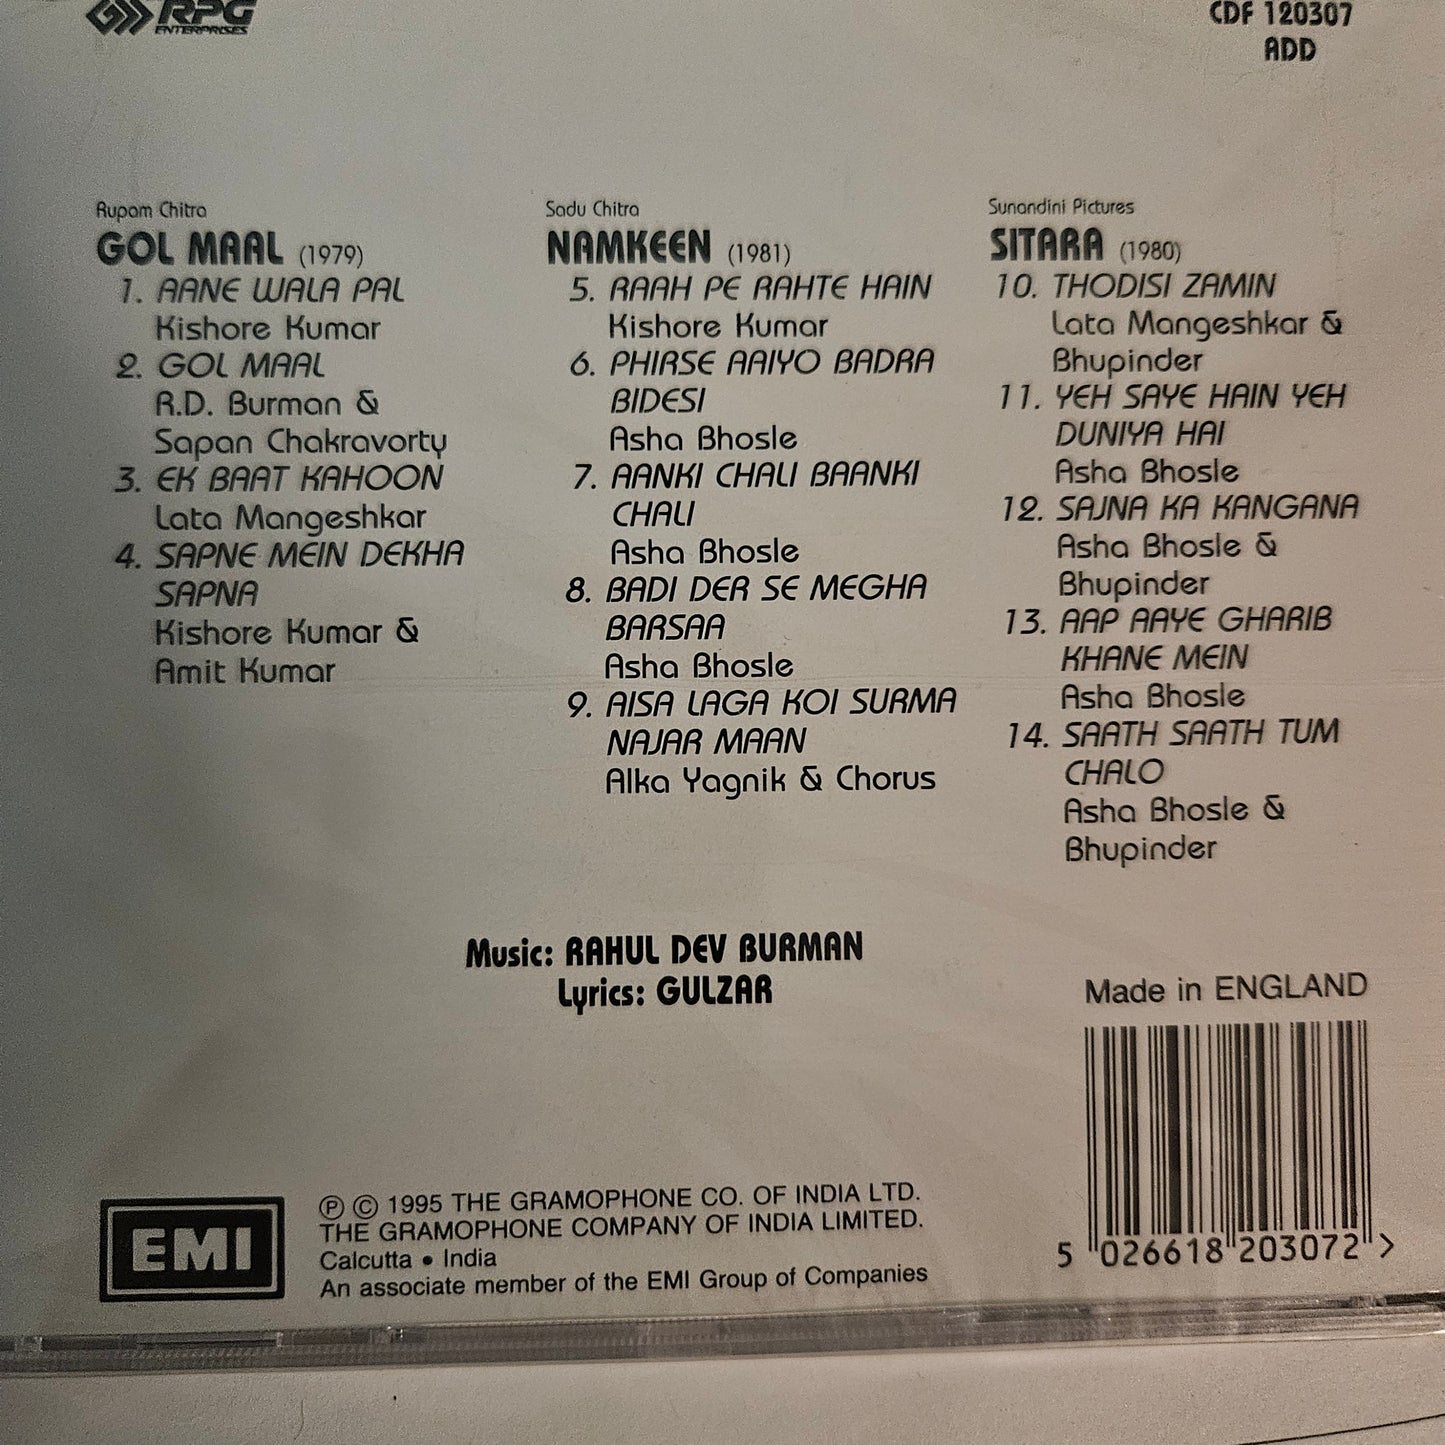 RPG
ENTERPRISES
CDF 120307
ADD
Rupam Chitra
GOL MAAL (1979)
1. AANE WALA PAL
Kishore Kumar
2. GOL MAAL
R.D. Burman &
Sapan Chakravorty
3. EK BAAT KAHOON
Lata Mangeshkar
4. SAPNE MEIN DEKHA
SAPNA
Kishore Kumar &
Amit Kumar
Sadu Chitra
NAMKEEN (1981)
5. RAAH PE RAHTE HAIN
Kishore Kumar
6. PHIRSE AAIYO BADRA
BIDESI
Asha Bhosle
7. AANKI CHALI BAANKI
CHALI
Asha Bhosle
8. BADI DER SE MEGHA
BARSAA
Asha Bhosle
9. AISA LAGA KOI SURMA
NAJAR MAAN
Alka Yagnik & Chorus
Sunandini Pictures
SITARA (1980)
10. THODISI ZAMIN
Lata Mangeshkar &
Bhupinder
11. YEH SAYE HAIN YEH
DUNIYA HAI
Asha Bhosle
12. SAJNA KA KANGANA
Asha Bhosle &
Bhupinder
13. AAP AAYE GHARIB
KHANE MEIN
Asha Bhosle
14. SAATH SAATH TUM
CHALO
Asha Bhosle &
Bhupinder
Music: RAHUL DEV BURMAN
Lyrics: GULZAR
Made in ENGLAND
5 026618 203072 >
EMI
℗ © 1995 THE GRAMOPHONE CO. OF INDIA LTD.
THE GRAMOPHONE COMPANY OF INDIA LIMITED.
Calcutta • India
An associate member of the EMI Group of Companies